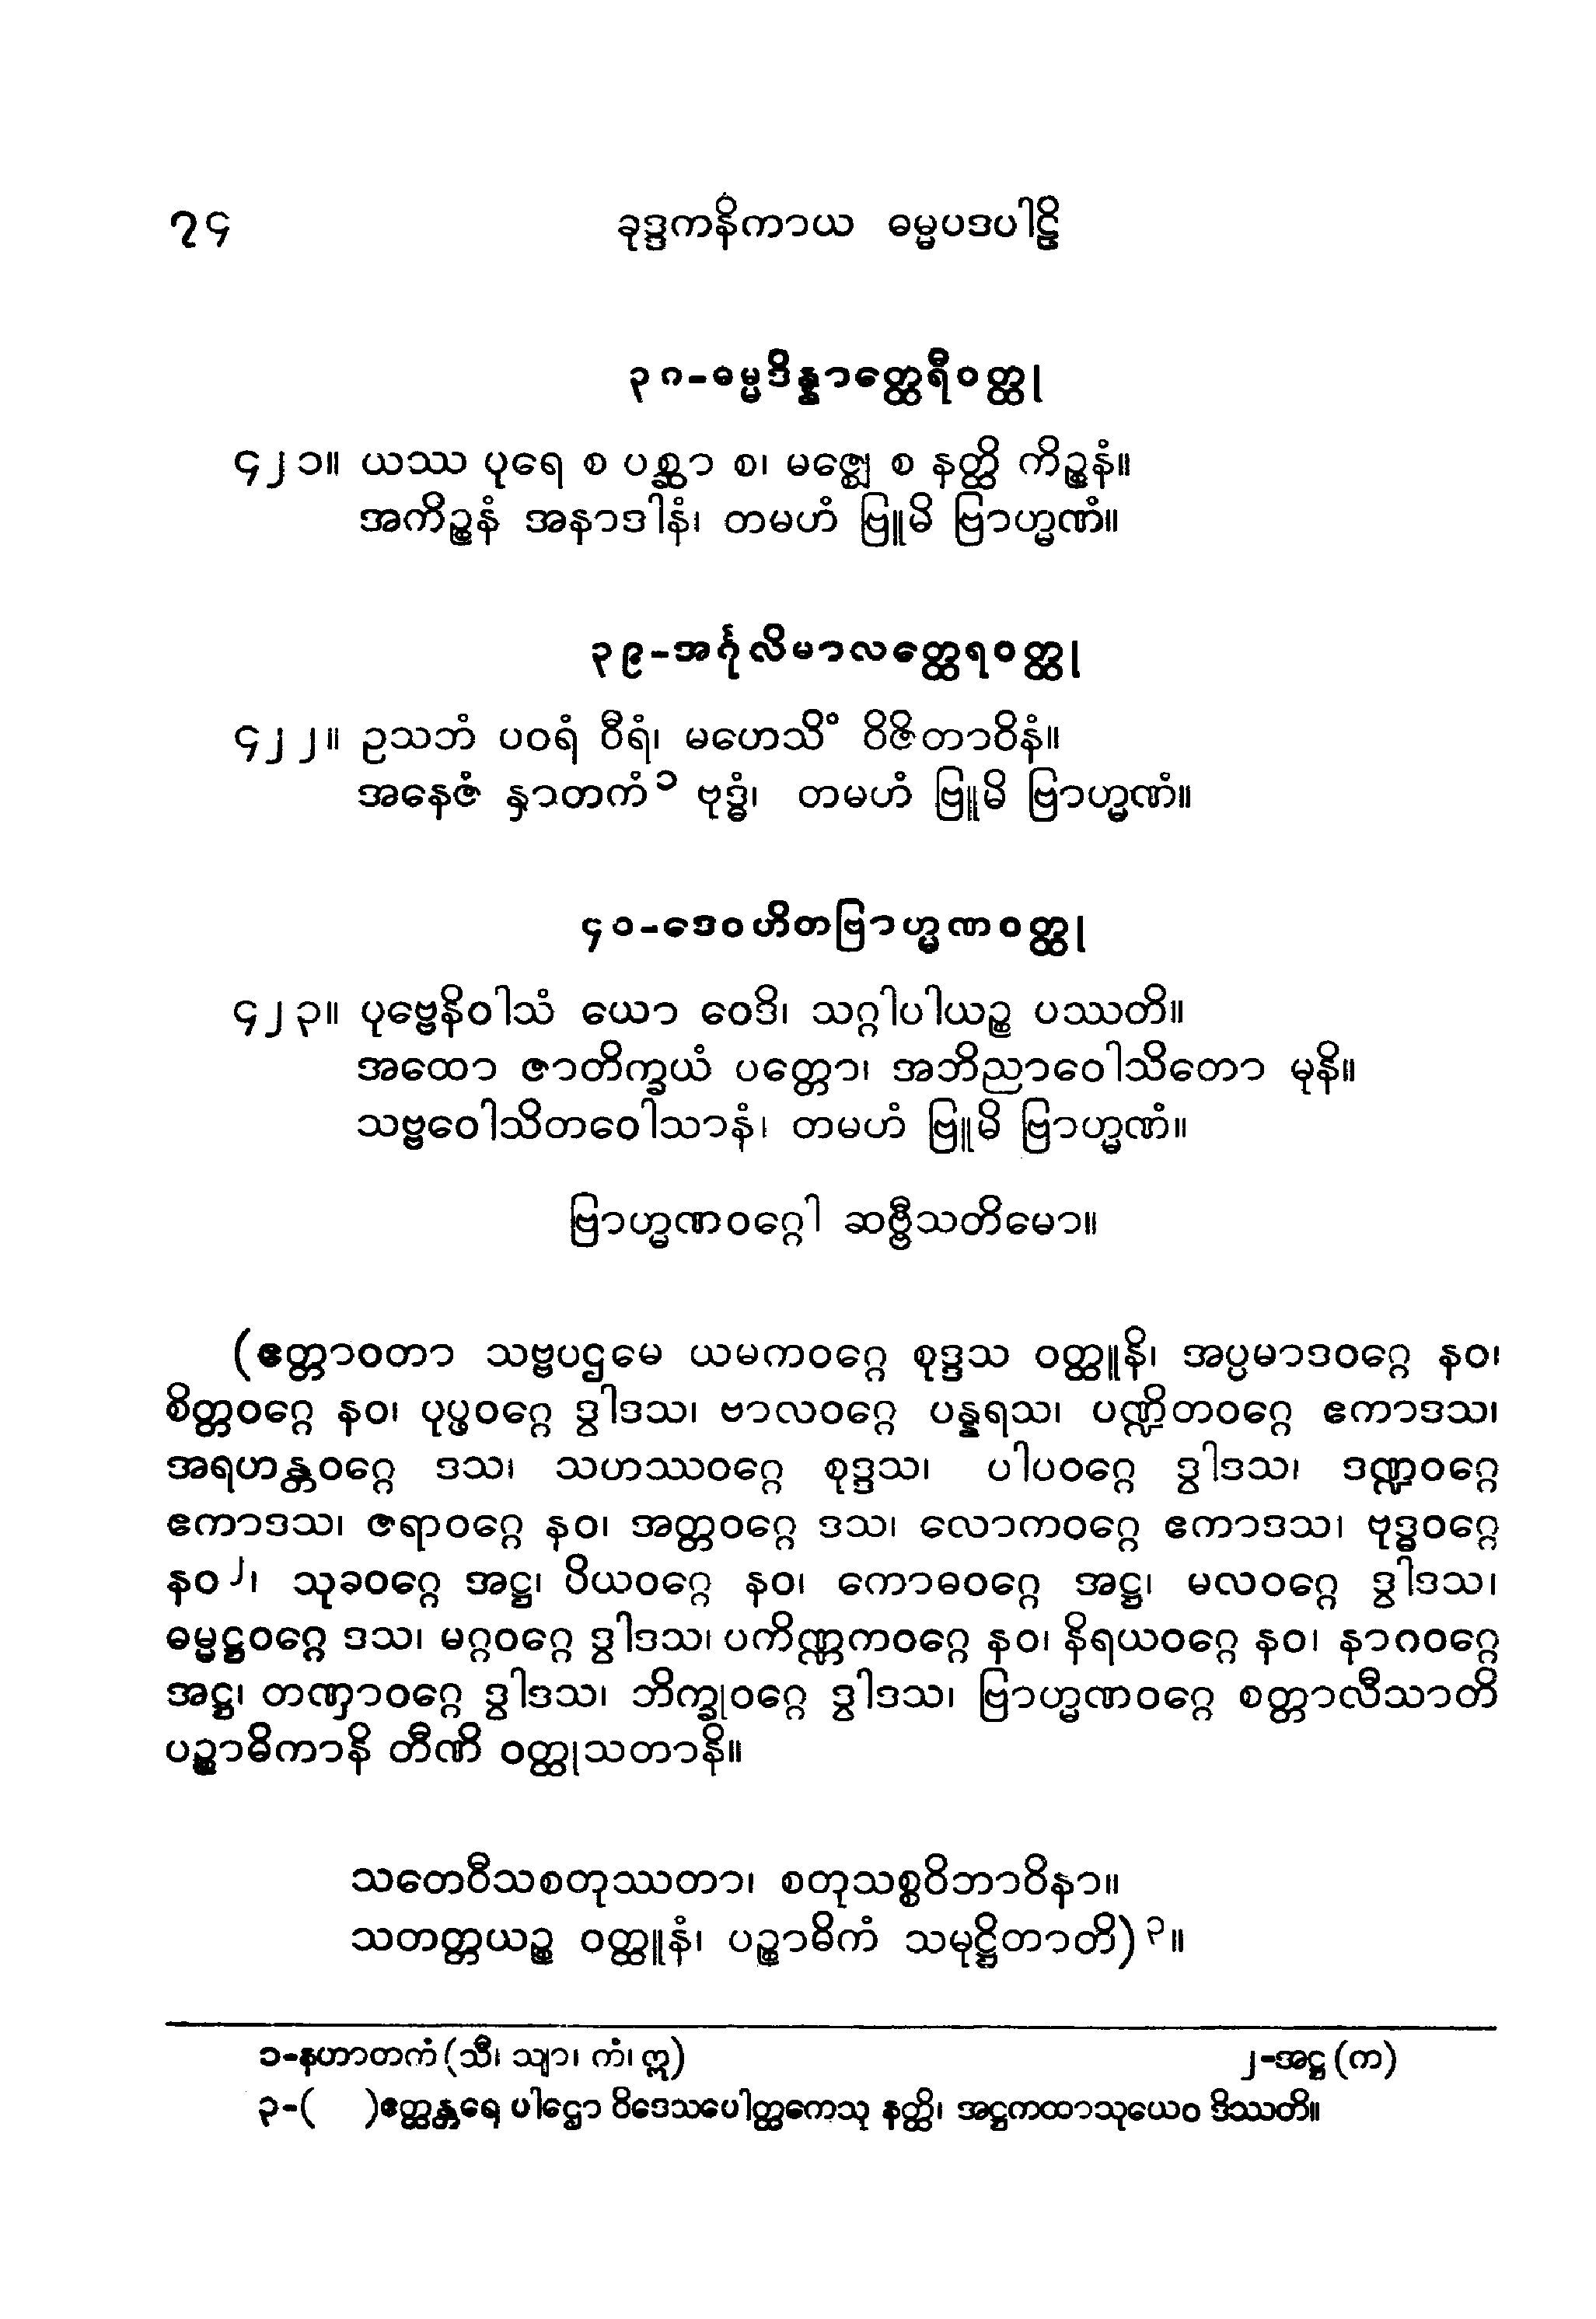 ၇၄ ခုဒ္ဒကနိကာယ ဓမ္မပဒပါဠိ
၃၈-ဓမ္မဒိန္နာတ္ထေရီဝတ္ထု
၄၂၁။ ယဿ ပုရေ စ ပစ္ဆာ စ၊ မဇ္ဈေ စ နတ္ထိ ကိဉ္စနံ။
အကိဉ္စနံ အနာဒါနံ၊ တမဟံ ဗြူမိ ဗြာဟ္မဏံ။
၃၉-အင်္ဂုလိမာလတ္ထေရဝတ္ထု
၄၂၂။ ဥသဘံ ပဝရံ ဝီရံ၊ မဟေသိံ ဝိဇိတာဝိနံ။
အနေဇံ နှာတကံ၁ ဗုဒ္ဓံ၊ တမဟံ ဗြူမိ ဗြာဟ္မဏံ။
၄၀-ဒေဝဟိတဗြာဟ္မဏဝတ္ထု
၄၂၃။ ပုဗ္ဗေနိဝါသံ ယော ဝေဒိ၊ သဂ္ဂါပါယဉ္စ ပဿတိ။
အထော ဇာတိက္ခယံ ပတ္တော၊ အဘိညာဝေါသိတော မုနိ။
သဗ္ဗဝေါသိတဝေါသာနံ၊ တမဟံ ဗြူမိ ဗြာဟ္မဏံ။
ဗြာဟ္မဏဝဂ္ဂေါ ဆဗ္ဗီသတိမော။
(ဧတ္တာဝတာ သဗ္ဗပဌမေ ယမကဝဂ္ဂေ စုဒ္ဒသ ဝတ္ထူနိ၊ အပ္ပမာဒဝဂ္ဂေ နဝ၊
စိတ္တဝဂ္ဂေ နဝ၊ ပုပ္ဖဝဂ္ဂေ ဒွါဒသ၊ ဗာလဝဂ္ဂေ ပန္နရသ၊ ပဏ္ဍိတဝဂ္ဂေ ဧကာဒသ၊
အရဟန္တဝဂ္ဂေ ဒသ၊ သဟဿဝဂ္ဂေ စုဒ္ဒသ၊ ပါပဝဂ္ဂေ ဒွါဒသ၊ ဒဏ္ဍဝဂ္ဂေ
ဧကာဒသ၊ ဇရာဝဂ္ဂေ နဝ၊ အတ္တဝဂ္ဂေ ဒသ၊ လောကဝဂ္ဂေ ဧကာဒသ၊ ဗုဒ္ဓဝဂ္ဂေ
နဝ၂၊ သုခဝဂ္ဂေ အဋ္ဌ၊ ပိယဝဂ္ဂေ နဝ၊ ကောဓဝဂ္ဂေ အဋ္ဌ၊ မလဝဂ္ဂေ ဒွါဒသ၊
ဓမ္မဋ္ဌဝဂ္ဂေ ဒသ၊ မဂ္ဂဝဂ္ဂေ ဒွါဒသ၊ ပကိဏ္ဏကဝဂ္ဂေ နဝ၊ နိရယဝဂ္ဂေ နဝ၊ နာဂဝဂ္ဂေ
အဋ္ဌ၊ တဏှာဝဂ္ဂေ ဒွါဒသ၊ ဘိက္ခုဝဂ္ဂေ ဒွါဒသ၊ ဗြာဟ္မဏဝဂ္ဂေ စတ္တာလီသာတိ
ပဉ္စာဓိကာနိ တီဏိ ဝတ္ထုသတာနိ။
သတေဝီသစတုဿတာ၊ စတုသစ္စဝိဘာဝိနာ။
သတတ္တယဉ္စ ဝတ္ထူနံ၊ ပဉ္စာဓိကံ သမုဋ္ဌိတာတိ)၃။
၁-နဟာတကံ (သီ၊ သျာ၊ ကံ၊ ဣ) ၂-အဋ္ဌ (က)
၃-( )ဧတ္ထန္တရေ ပါဌော ဝိဒေသပေါတ္ထကေသု နတ္ထိ၊ အဋ္ဌကထာသုယေဝ ဒိဿတိ။